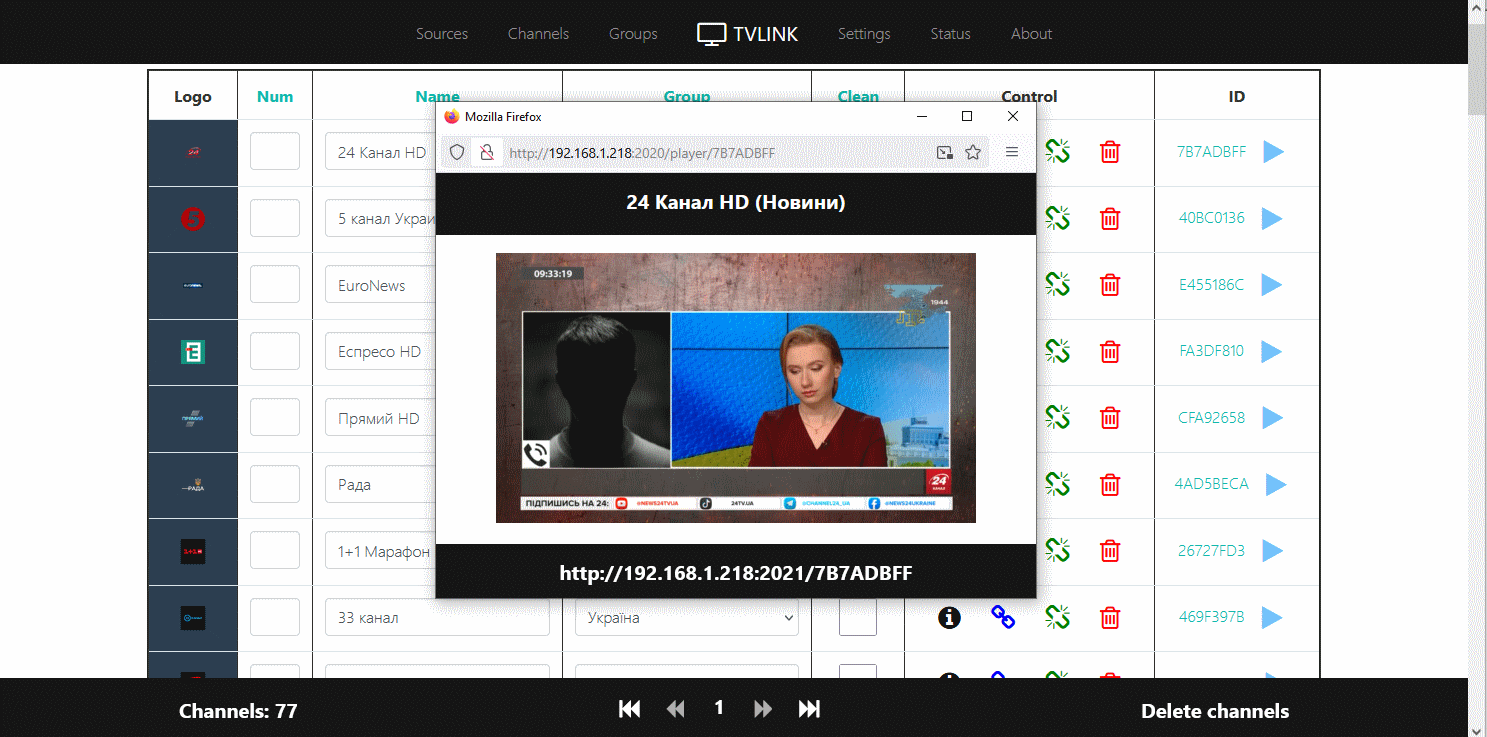 Sources Channels Groups TVLINK Settings Status About
Logo Num Name Group Clean Control ID
Mozilla Firefox
http://192.168.1.218:2020/player/7B7ADBFF
24 Канал HD (Новини)
09:33:19
1944
24
КАНАЛ
ПІДПИШИСЬ НА 24: @NEWS24TVUA 24TV.UA @CHANNEL24_UA @NEWS24UKRAINE
http://192.168.1.218:2021/7B7ADBFF
24 Канал HD 7B7ADBFF
5 канал Украи 40BC0136
EuroNews E455186C
E Еспресо HD FA3DF810
ПРЯМИЙ Прямий HD CFA92658
РАДА Рада 4AD5BECA
1+1 1+1 Марафон 26727FD3
33 канал Україна 469F397B
Channels: 77 1 Delete channels